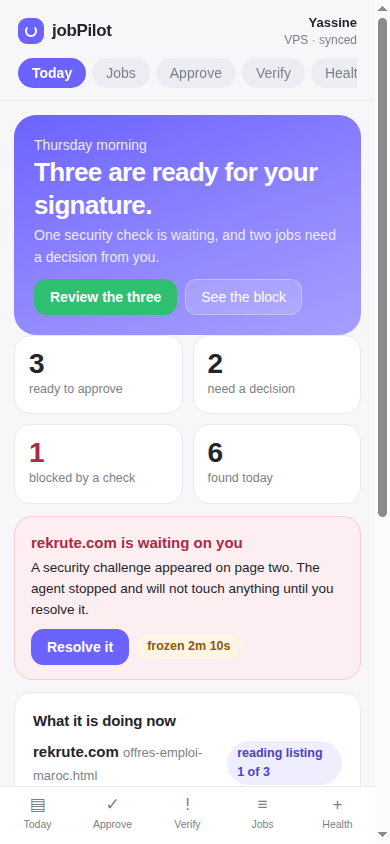 jobPilot
Yassine
VPS · synced
Today
Jobs
Approve
Verify
Healt
Thursday morning
Three are ready for your
signature.
One security check is waiting, and two jobs need
a decision from you.
Review the three
See the block
3
ready to approve
2
need a decision
1
blocked by a check
6
found today
rekrute.com is waiting on you
A security challenge appeared on page two. The
agent stopped and will not touch anything until you
resolve it.
Resolve it
frozen 2m 10s
What it is doing now
rekrute.com offres-emploi-
maroc.html
reading listing
1 of 3
Today
Approve
! Verify
Jobs
+ Health